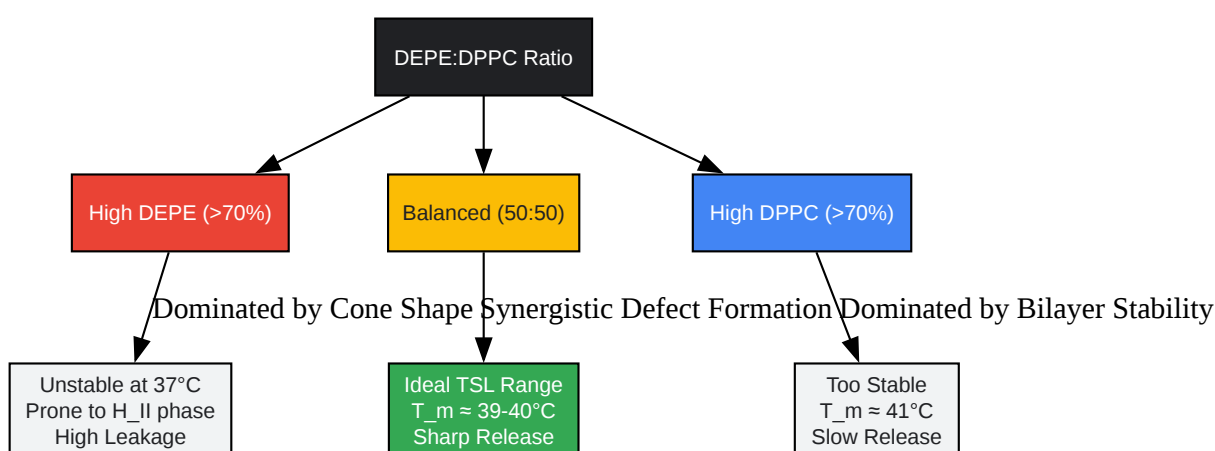 DEPE:DPPC Ratio
High DEPE (>70%)
Balanced (50:50)
High DPPC (>70%)
Dominated by Cone Shape
Synergistic Defect Formation
Dominated by Bilayer Stability
Unstable at 37°C
Prone to H_II phase
High Leakage
Ideal TSL Range
T_m ≈ 39-40°C
Sharp Release
Too Stable
T_m ≈ 41°C
Slow Release